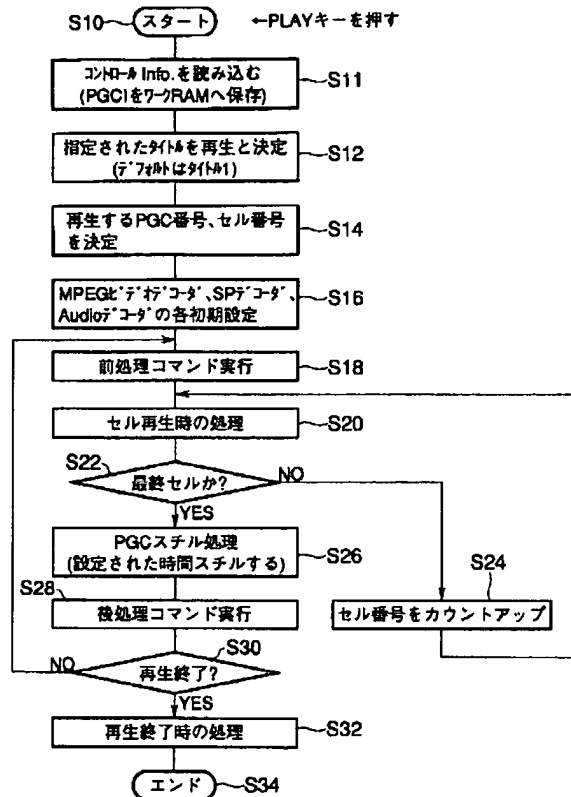 S10 スタート ←PLAYキーを押す
コントロール Info.を読み込む
(PGCIをワークRAMへ保存)
S11
指定されたタイトルを再生と決定
(デフォルトはタイトル1)
S12
再生するPGC番号、セル番号
を決定
S14
MPEGビデオデコーダ、SPデコーダ、
Audioデコーダの各初期設定
S16
前処理コマンド実行
S18
セル再生時の処理
S20
S22
最終セルか?
NO
YES
PGCスチル処理
(設定された時間スチルする)
S26
S24
セル番号をカウントアップ
S28
後処理コマンド実行
S30
再生終了?
NO
YES
再生終了時の処理
S32
エンド
S34